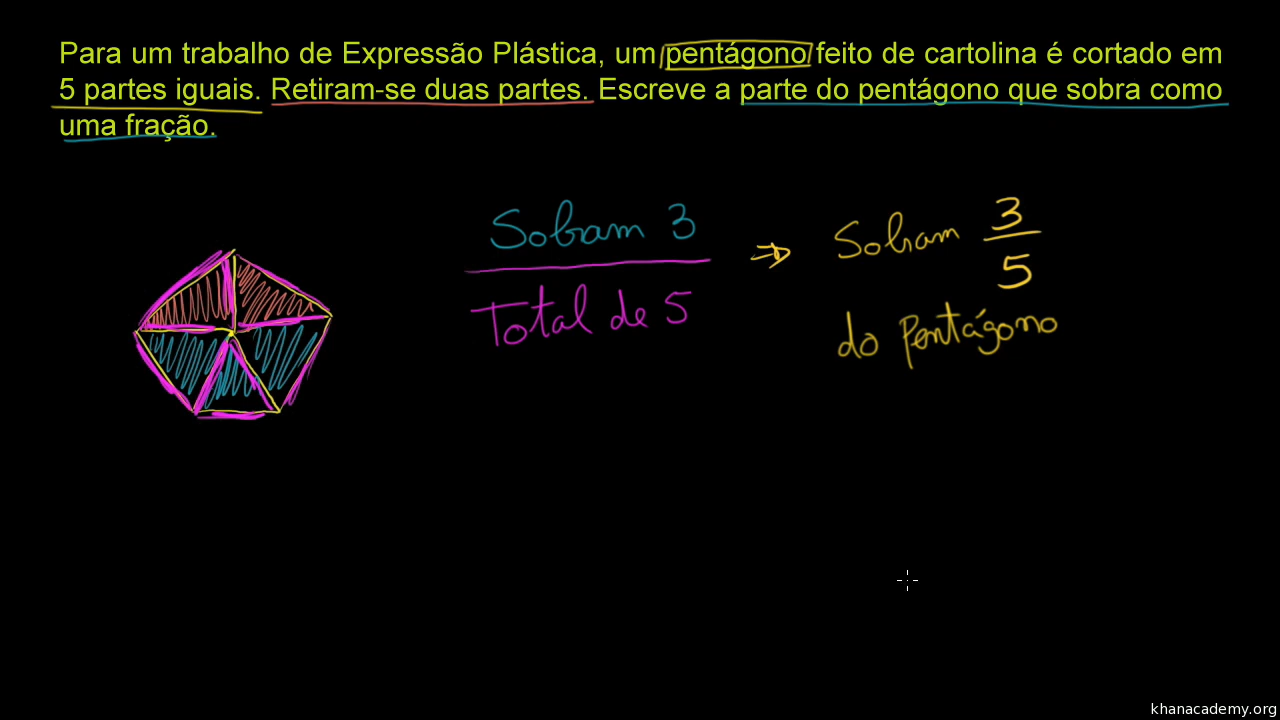 Para um trabalho de Expressão Plástica, um pentágono feito de cartolina é cortado em
5 partes iguais. Retiram-se duas partes. Escreve a parte do pentágono que sobra como
uma fração.
Sobram 3
Total de 5
⇒
Sobram 3/5
do Pentágono
khanacademy.org